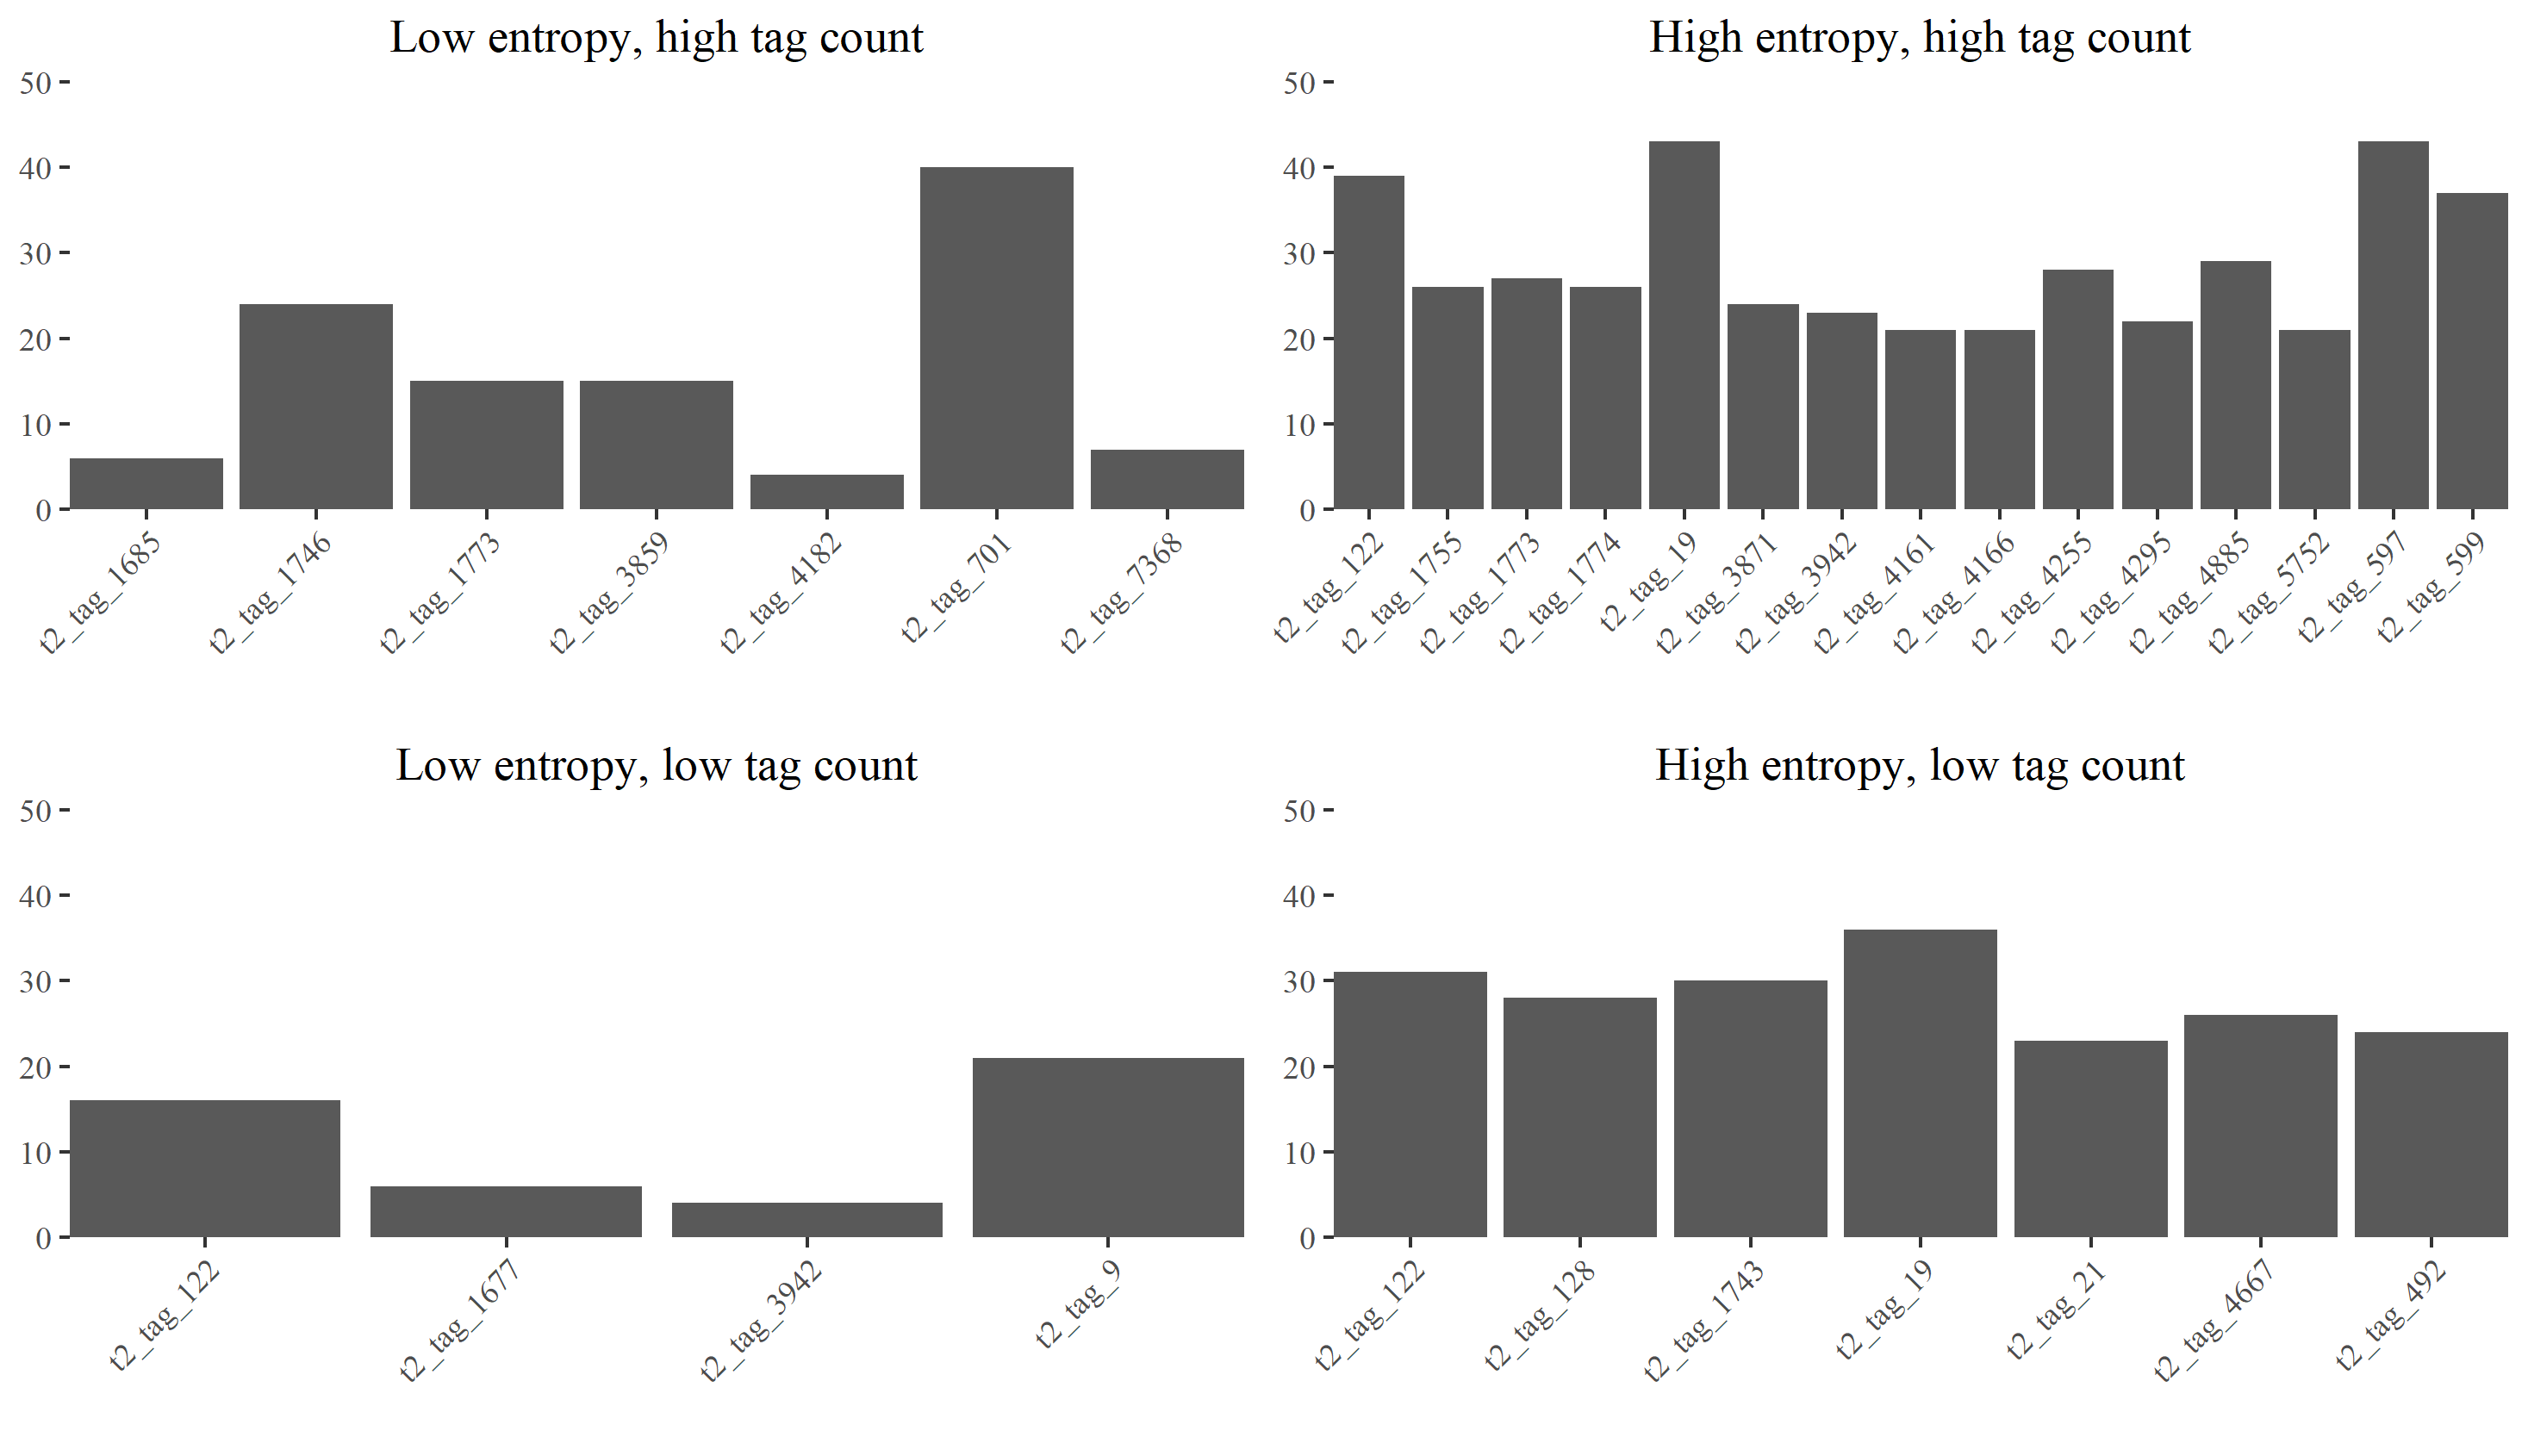 Low entropy, high tag count
50
40
30
20
10
0
t2_tag_1685
t2_tag_1746
t2_tag_1773
t2_tag_3859
t2_tag_4182
t2_tag_701
t2_tag_7368
High entropy, high tag count
50
40
30
20
10
0
t2_tag_122
t2_tag_1755
t2_tag_1773
t2_tag_1774
t2_tag_19
t2_tag_3871
t2_tag_3942
t2_tag_4161
t2_tag_4166
t2_tag_4255
t2_tag_4295
t2_tag_4885
t2_tag_5752
t2_tag_597
t2_tag_599
Low entropy, low tag count
50
40
30
20
10
0
t2_tag_122
t2_tag_1677
t2_tag_3942
t2_tag_9
High entropy, low tag count
50
40
30
20
10
0
t2_tag_122
t2_tag_128
t2_tag_1743
t2_tag_19
t2_tag_21
t2_tag_4667
t2_tag_492